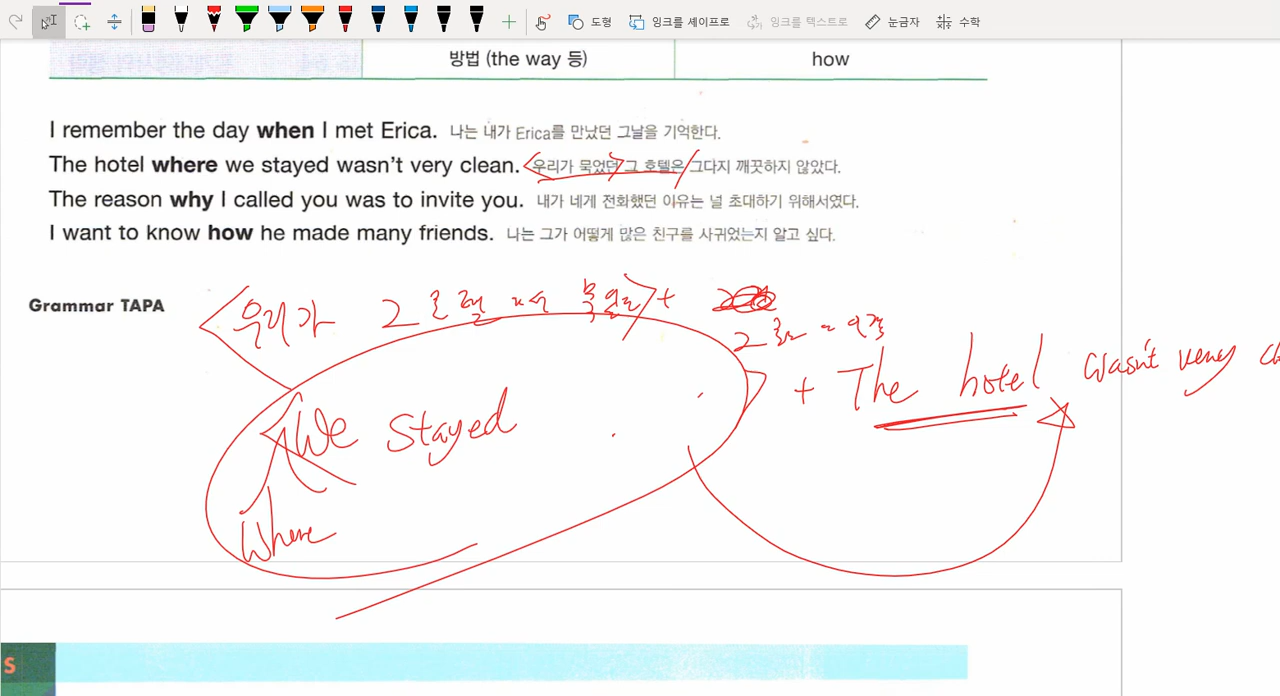 도형 잉크를 셰이프로 잉크를 텍스트로 눈금자 수학
방법 (the way 등) how
I remember the day when I met Erica. 나는 내가 Erica를 만났던 그날을 기억한다.
The hotel where we stayed wasn't very clean. 우리가 묵었던 그 호텔은 그다지 깨끗하지 않았다.
The reason why I called you was to invite you. 내가 네게 전화했던 이유는 널 초대하기 위해서였다.
I want to know how he made many friends. 나는 그가 어떻게 많은 친구를 사귀었는지 알고 싶다.
Grammar TAPA
우리가 그 호텔 +
We stayed + The hotel wasn't very
where
S